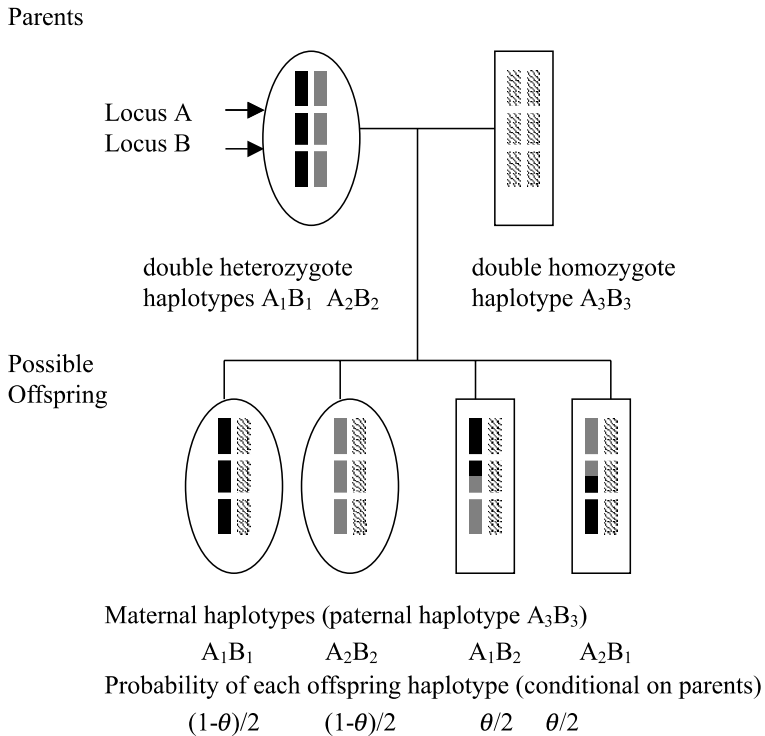 Parents
Locus A
Locus B
double heterozygote
haplotypes A₁B₁ A₂B₂
double homozygote
haplotype A₃B₃
Possible
Offspring
Maternal haplotypes (paternal haplotype A₃B₃)
A₁B₁ A₂B₂ A₁B₂ A₂B₁
Probability of each offspring haplotype (conditional on parents)
(1-θ)/2 (1-θ)/2 θ/2 θ/2